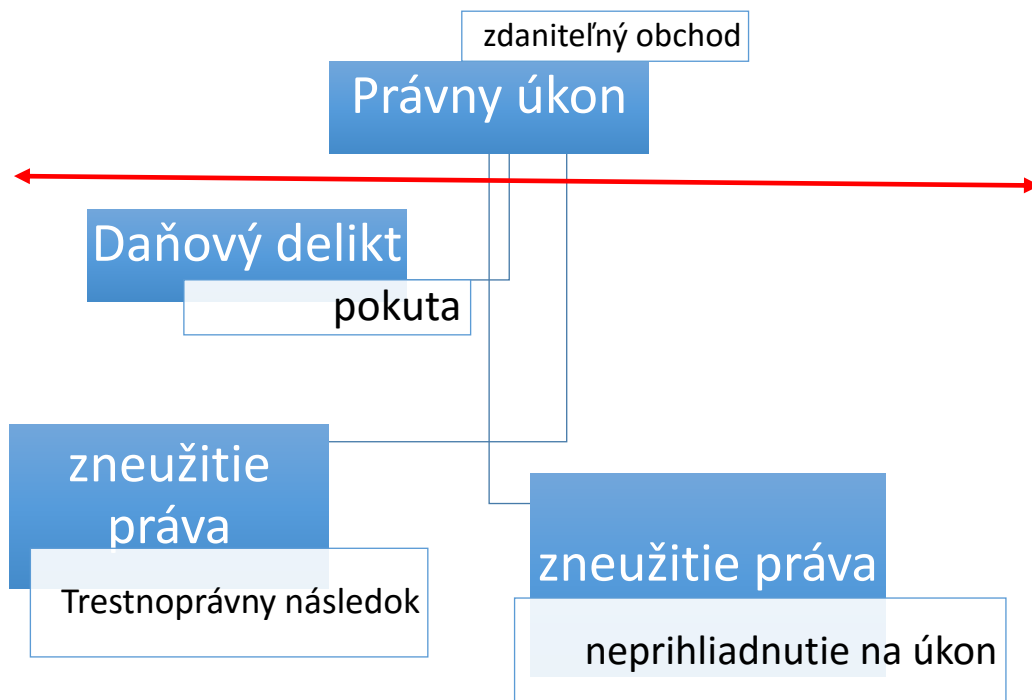 zdaniteľný obchod
Právny úkon
Daňový delikt
pokuta
zneužitie
práva
Trestnoprávny následok
zneužitie práva
neprihliadnutie na úkon